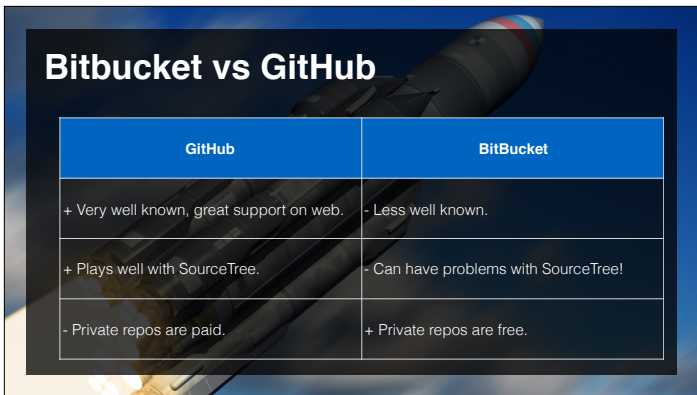 Bitbucket vs GitHub
GitHub
BitBucket
+ Very well known, great support on web.
- Less well known.
+ Plays well with SourceTree.
- Can have problems with SourceTree!
- Private repos are paid.
+ Private repos are free.